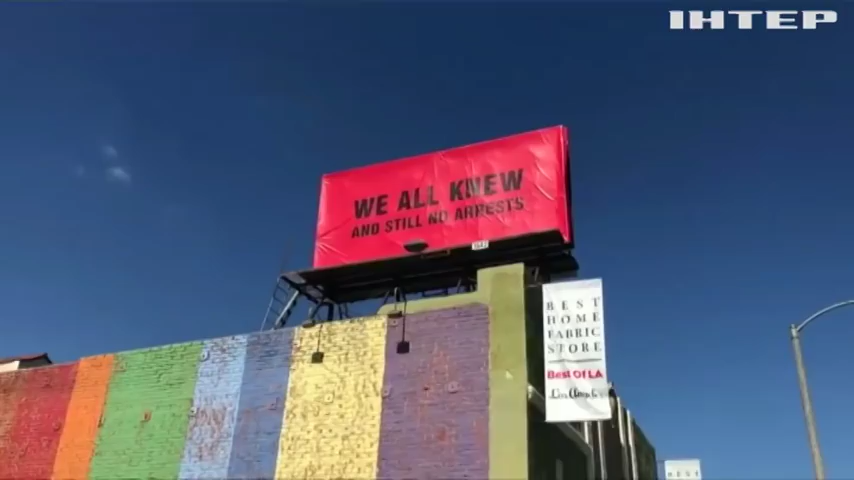 ІНТЕР
WE ALL KNEW
AND STILL NO ARRESTS
BEST
HOME
FABRIC
STORE
Best Of LA